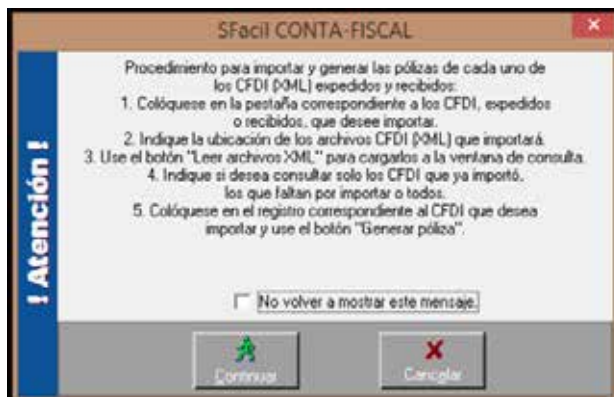 SFacil CONTA-FISCAL
! Atención !
Procedimiento para importar y generar las pólizas de cada uno de
los CFDI (XML) expedidos y recibidos:
1. Colóquese en la pestaña correspondiente a los CFDI, expedidos
o recibidos, que desee importar.
2. Indique la ubicación de los archivos CFDI (XML) que importará.
3. Use el botón "Leer archivos XML" para cargarlos a la ventana de consulta.
4. Indique si desea consultar solo los CFDI que ya importó,
los que faltan por importar o todos.
5. Colóquese en el registro correspondiente al CFDI que desea
importar y use el botón "Generar póliza".
No volver a mostrar este mensaje.
Continuar
Cancelar